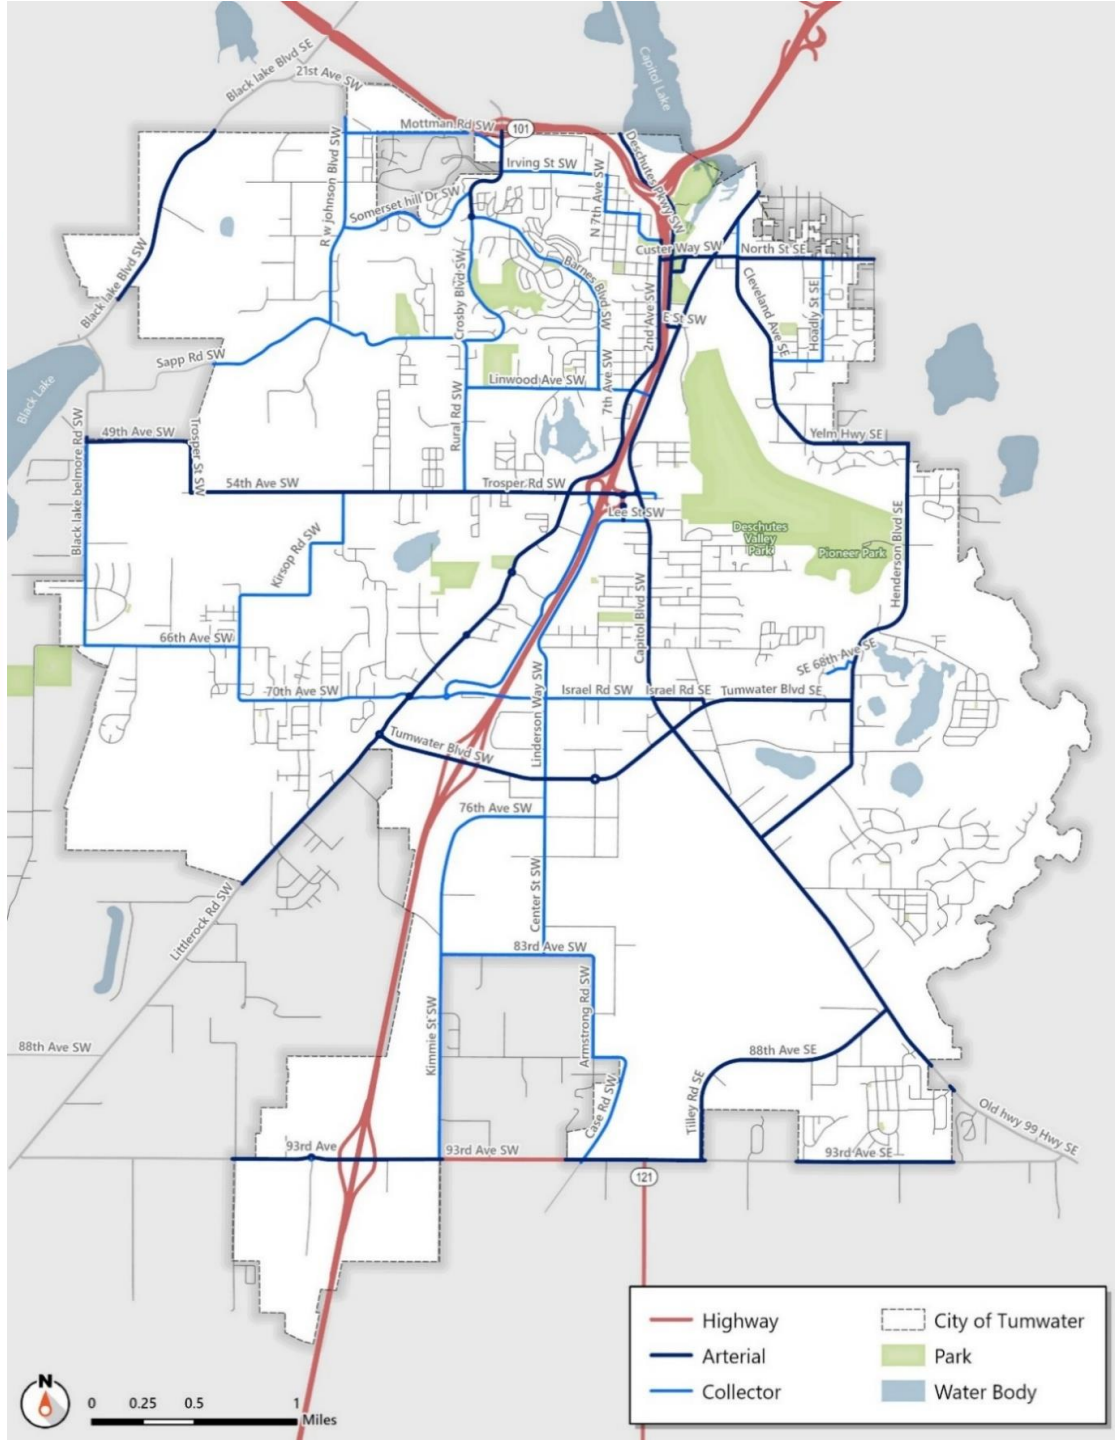 Black lake Blvd SE
21st Ave SW
Capitol Lake
Mottman Rd SW
101
Deschutes Pkwy SW
R w johnson Blvd SW
Irving St SW
N 7th Ave SW
Somerset hill Dr SW
Custer Way SW
North St SE
Black lake Blvd SW
Crosby Blvd SW
Barnes Blvd SW
Cleveland Ave SE
Hoadly St SE
2nd Ave SW
E St SW
Sapp Rd SW
Black Lake
Linwood Ave SW
7th Ave SW
Rural Rd SW
49th Ave SW
Trosper St SW
Yelm Hwy SE
Black lake belmore Rd SW
54th Ave SW
Trosper Rd SW
Lee St SW
Deschutes
Valley
Park
Pioneer Park
Kirsop Rd SW
Henderson Blvd SE
Capitol Blvd SW
66th Ave SW
SE 68th Ave SE
70th Ave SW
Linderson Way SW
Israel Rd SW
Israel Rd SE
Tumwater Blvd SE
Tumwater Blvd SW
76th Ave SW
Center St SW
Littlerock Rd SW
83rd Ave SW
Armstrong Rd SW
Kimmie St SW
88th Ave SW
88th Ave SE
Case Rd SW
Tilley Rd SE
Old hwy 99 Hwy SE
93rd Ave
93rd Ave SW
93rd Ave SE
121
Highway
Arterial
Collector
City of Tumwater
Park
Water Body
N
0 0.25 0.5 1
Miles